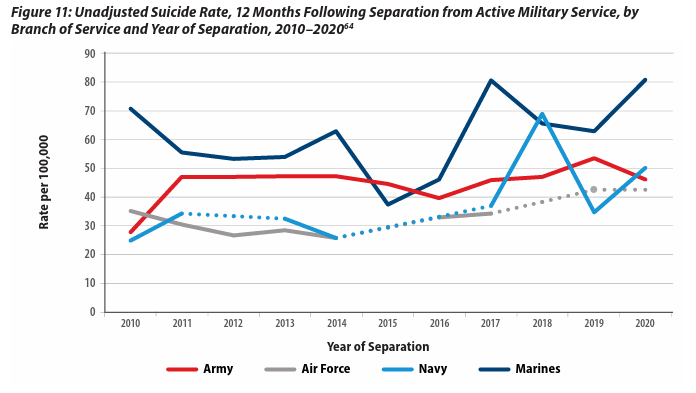 Figure 11: Unadjusted Suicide Rate, 12 Months Following Separation from Active Military Service, by
Branch of Service and Year of Separation, 2010–2020⁶⁴
90
80
70
60
50
40
30
20
10
0
Rate per 100,000
2010 2011 2012 2013 2014 2015 2016 2017 2018 2019 2020
Year of Separation
Army Air Force Navy Marines